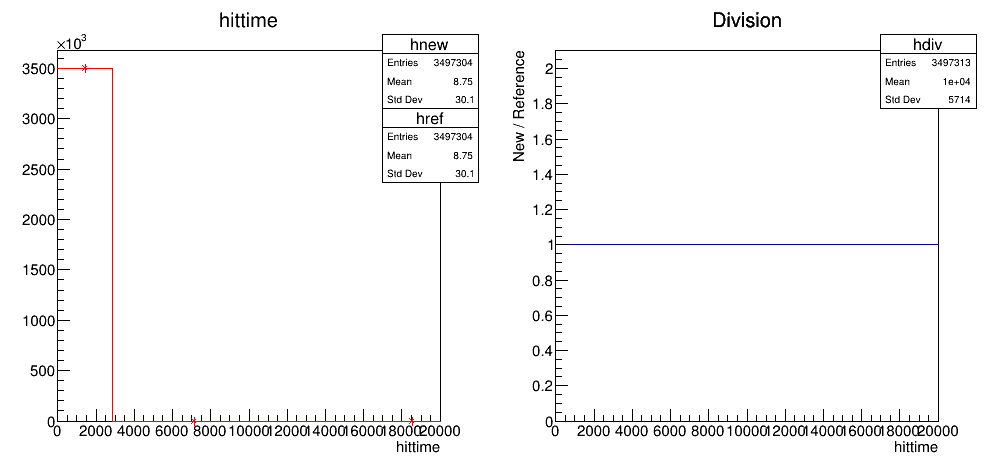 hittime
×10³
hnew
Entries 3497304
Mean 8.75
Std Dev 30.1
href
Entries 3497304
Mean 8.75
Std Dev 30.1
3500
3000
2500
2000
1500
1000
500
0
0 2000 4000 6000 8000 10000 12000 14000 16000 18000 20000
hittime
Division
hdiv
Entries 3497313
Mean 1e+04
Std Dev 5714
New / Reference
2
1.8
1.6
1.4
1.2
1
0.8
0.6
0.4
0.2
0
0 2000 4000 6000 8000 10000 12000 14000 16000 18000 20000
hittime